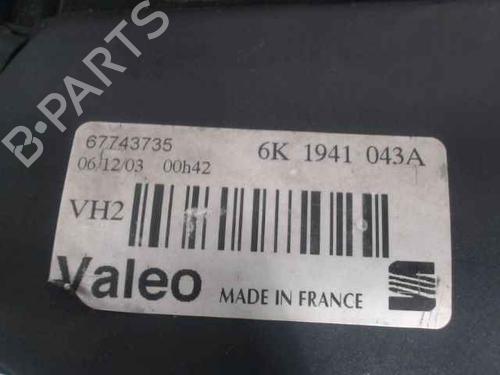 B-PARTS
67743735
6K 1941 043A
06/12/03 00h42
VH2
Valeo
MADE IN FRANCE